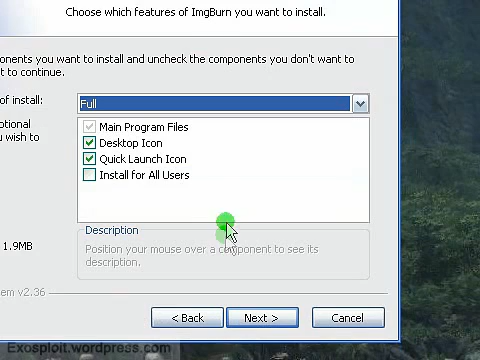 Choose which features of ImgBurn you want to install.
onents you want to install and uncheck the components you don't want to
t to continue.
of install:
Full
otional
u wish to
Main Program Files
Desktop Icon
Quick Launch Icon
Install for All Users
Description
Position your mouse over a component to see its
description.
1.9MB
em v2.36
< Back
Next >
Cancel
Exosploit.wordpress.com